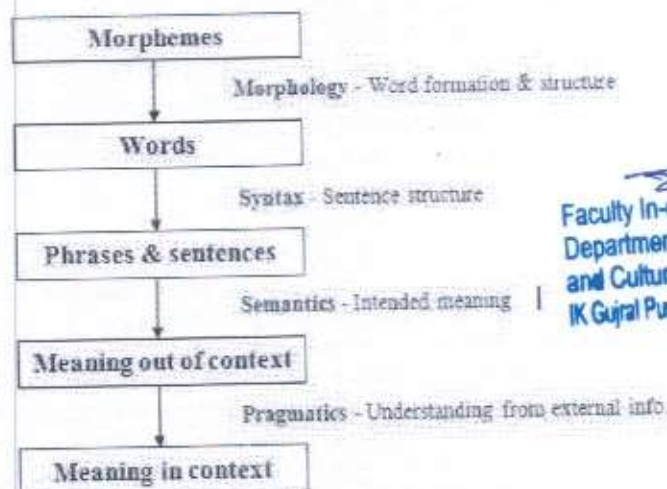 Morphemes
Morphology - Word formation & structure
Words
Syntax - Sentence structure
Phrases & sentences
Semantics - Intended meaning
Meaning out of context
Pragmatics - Understanding from external info.
Meaning in context
Faculty In-
Department
and Cultur
IK Gujral Pu